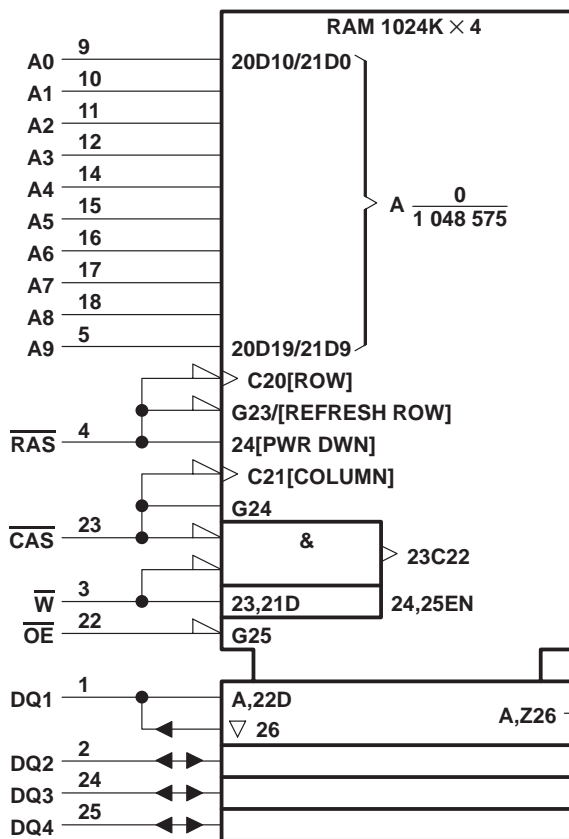 RAM 1024K × 4
A0 9 20D10/21D0
A1 10
A2 11
A3 12
A4 14
A 0
1 048 575
A5 15
A6 16
A7 17
A8 18
A9 5 20D19/21D9
C20[ROW]
G23/[REFRESH ROW]
RAS 4 24[PWR DWN]
C21[COLUMN]
G24
CAS 23 &
23C22
W 3 23,21D 24,25EN
OE 22 G25
DQ1 1 A,22D
A,Z26
26
DQ2 2
DQ3 24
DQ4 25